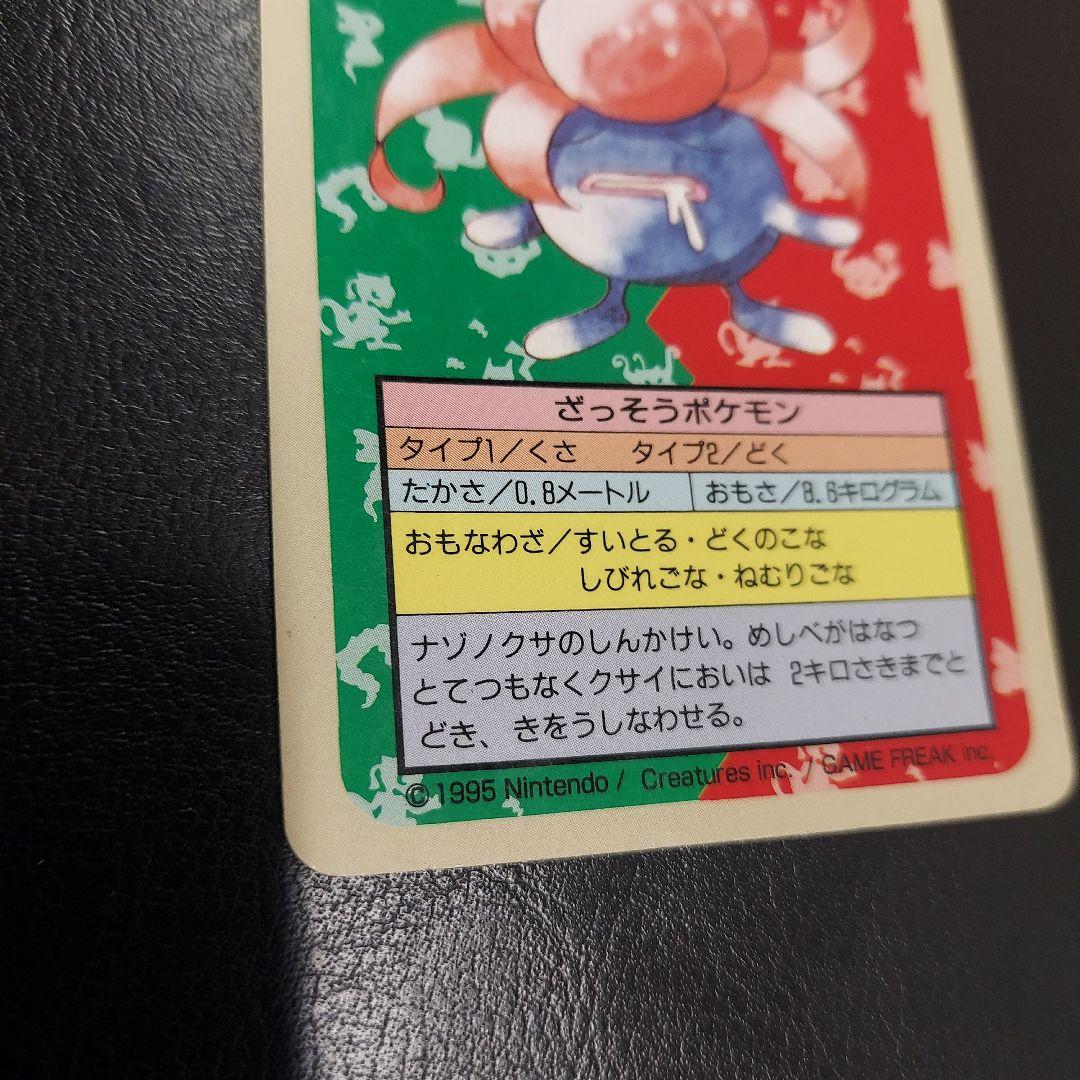 ざっそうポケモン
タイプ1/くさ タイプ2/どく
たかさ/0.8メートル おもさ/8.6キログラム
おもなわざ/すいとる・どくのこな
しびれごな・ねむりごな
ナゾノクサのしんかけい。めしべがはなつ
とてつもなくクサイにおいは 2キロさきまでと
どき、きをうしなわせる。
©1995 Nintendo / Creatures inc. / GAME FREAK inc.